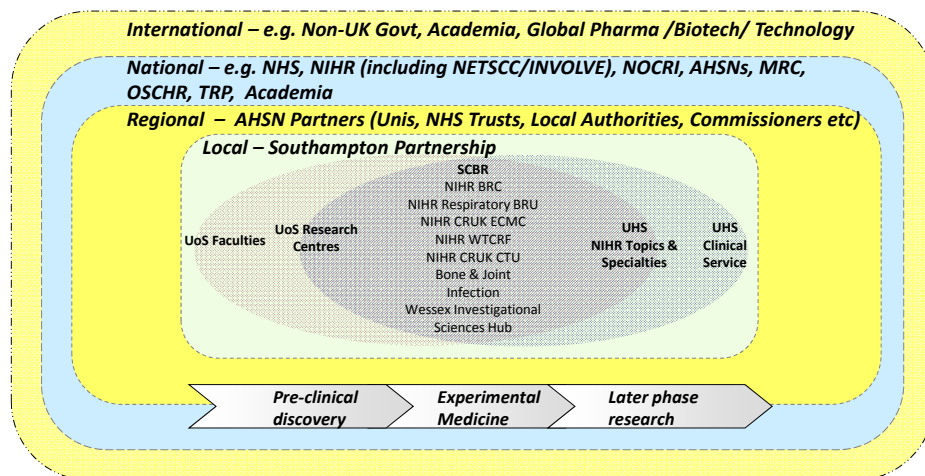 International – e.g. Non-UK Govt, Academia, Global Pharma /Biotech/ Technology
National – e.g. NHS, NIHR (including NETSCC/INVOLVE), NOCRI, AHSNs, MRC,
OSCHR, TRP, Academia
Regional – AHSN Partners (Unis, NHS Trusts, Local Authorities, Commissioners etc)
Local – Southampton Partnership
UoS Faculties
UoS Research
Centres
SCBR
NIHR BRC
NIHR Respiratory BRU
NIHR CRUK ECMC
NIHR WTCRF
NIHR CRUK CTU
Bone & Joint
Infection
Wessex Investigational
Sciences Hub
UHS
NIHR Topics &
Specialties
UHS
Clinical
Service
Pre-clinical
discovery
Experimental
Medicine
Later phase
research